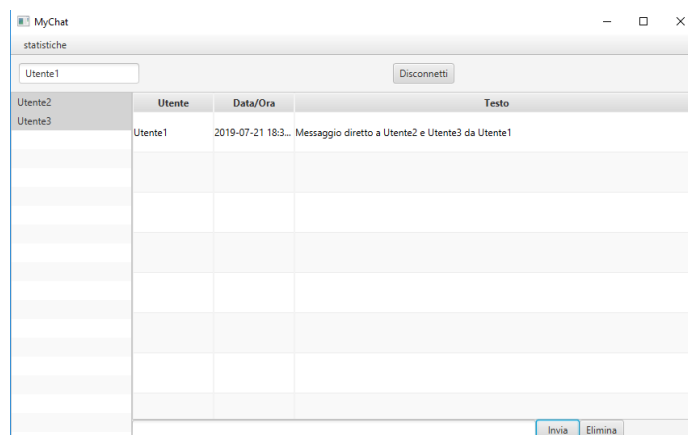 MyChat
statistiche
Utente1
Disconnetti
Utente2
Utente3
Utente Data/Ora Testo
Utente1 2019-07-21 18:3... Messaggio diretto a Utente2 e Utente3 da Utente1
Invia Elimina